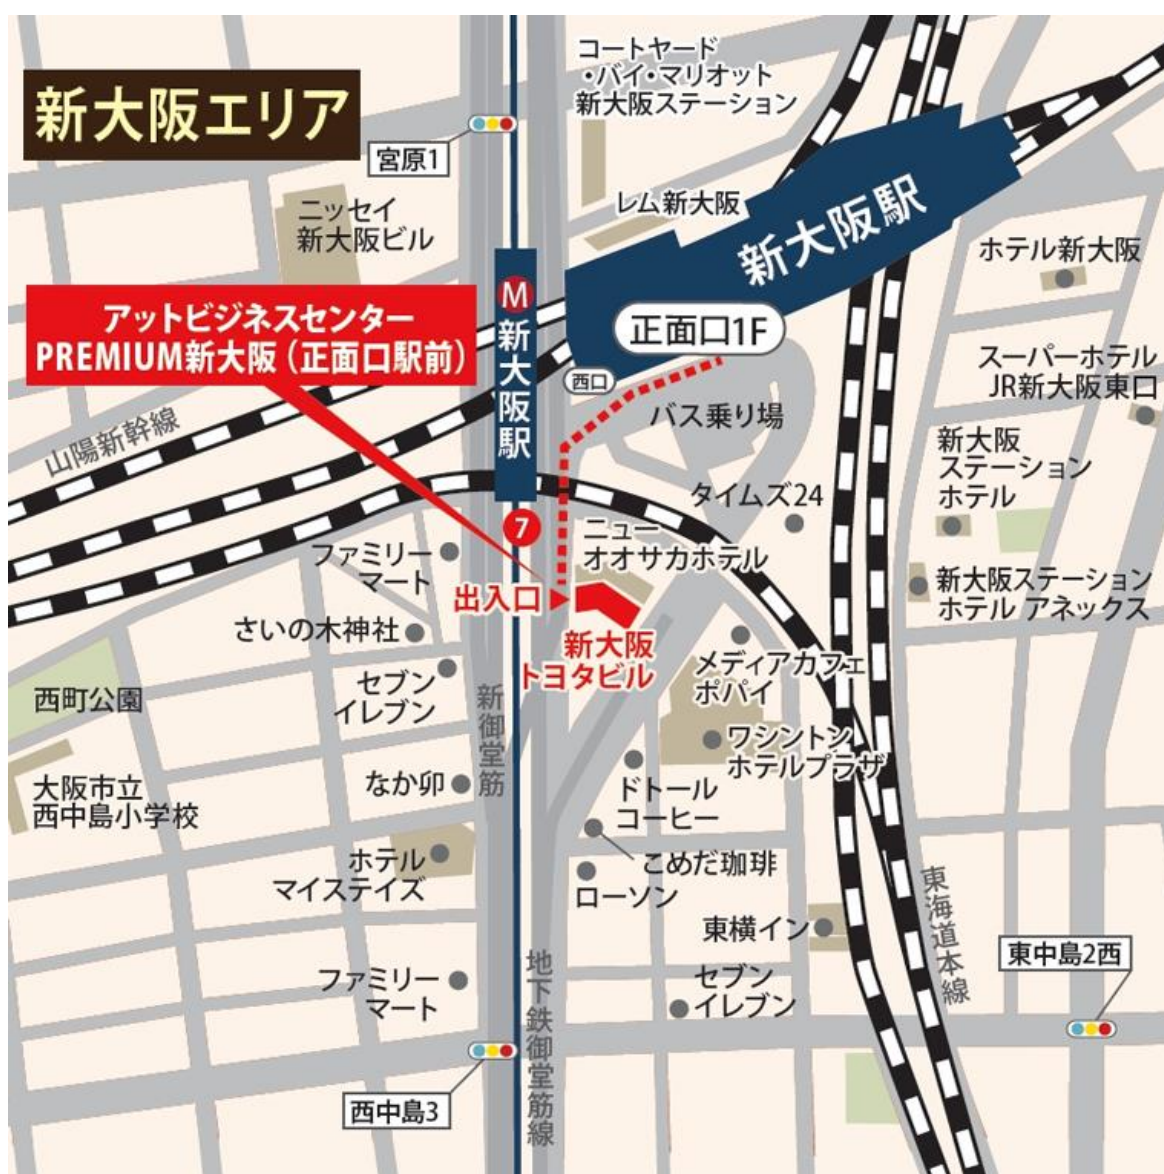 新大阪エリア
コートヤード
・バイ・マリオット
新大阪ステーション
宮原1
ニッセイ
新大阪ビル
レム新大阪
新大阪駅
ホテル新大阪
アットビジネスセンター
PREMIUM新大阪（正面口駅前）
M
新大阪駅
正面口1F
西口
スーパーホテル
JR新大阪東口
バス乗り場
山陽新幹線
新大阪
ステーション
ホテル
タイムズ24
7
ニュー
オオサカホテル
ファミリー
マート
出入口
新大阪ステーション
ホテル アネックス
さいの木神社
新大阪
トヨタビル
メディアカフェ
ポパイ
セブン
イレブン
西町公園
新御堂筋
ワシントン
ホテルプラザ
大阪市立
西中島小学校
なか卯
ドトール
コーヒー
ホテル
マイステイズ
こめだ珈琲
ローソン
東海道本線
東横イン
東中島2西
ファミリー
マート
地下鉄御堂筋線
セブン
イレブン
西中島3